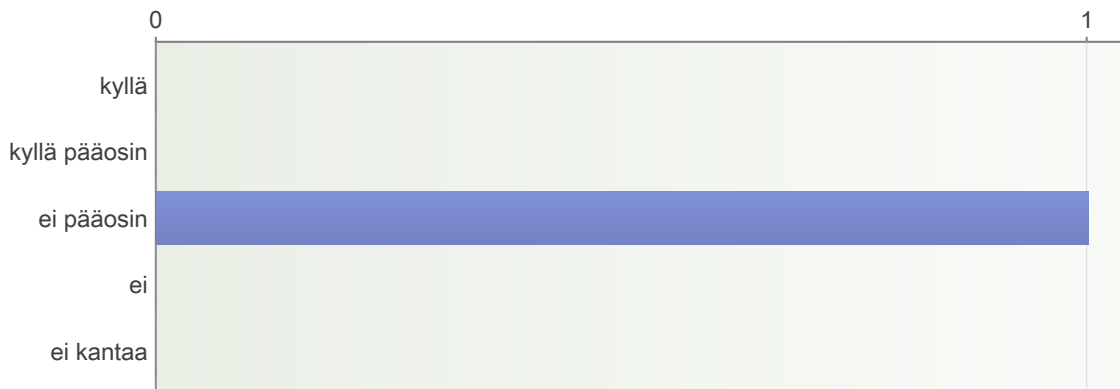 0 1
kyllä
kyllä pääosin
ei pääosin
ei
ei kantaa